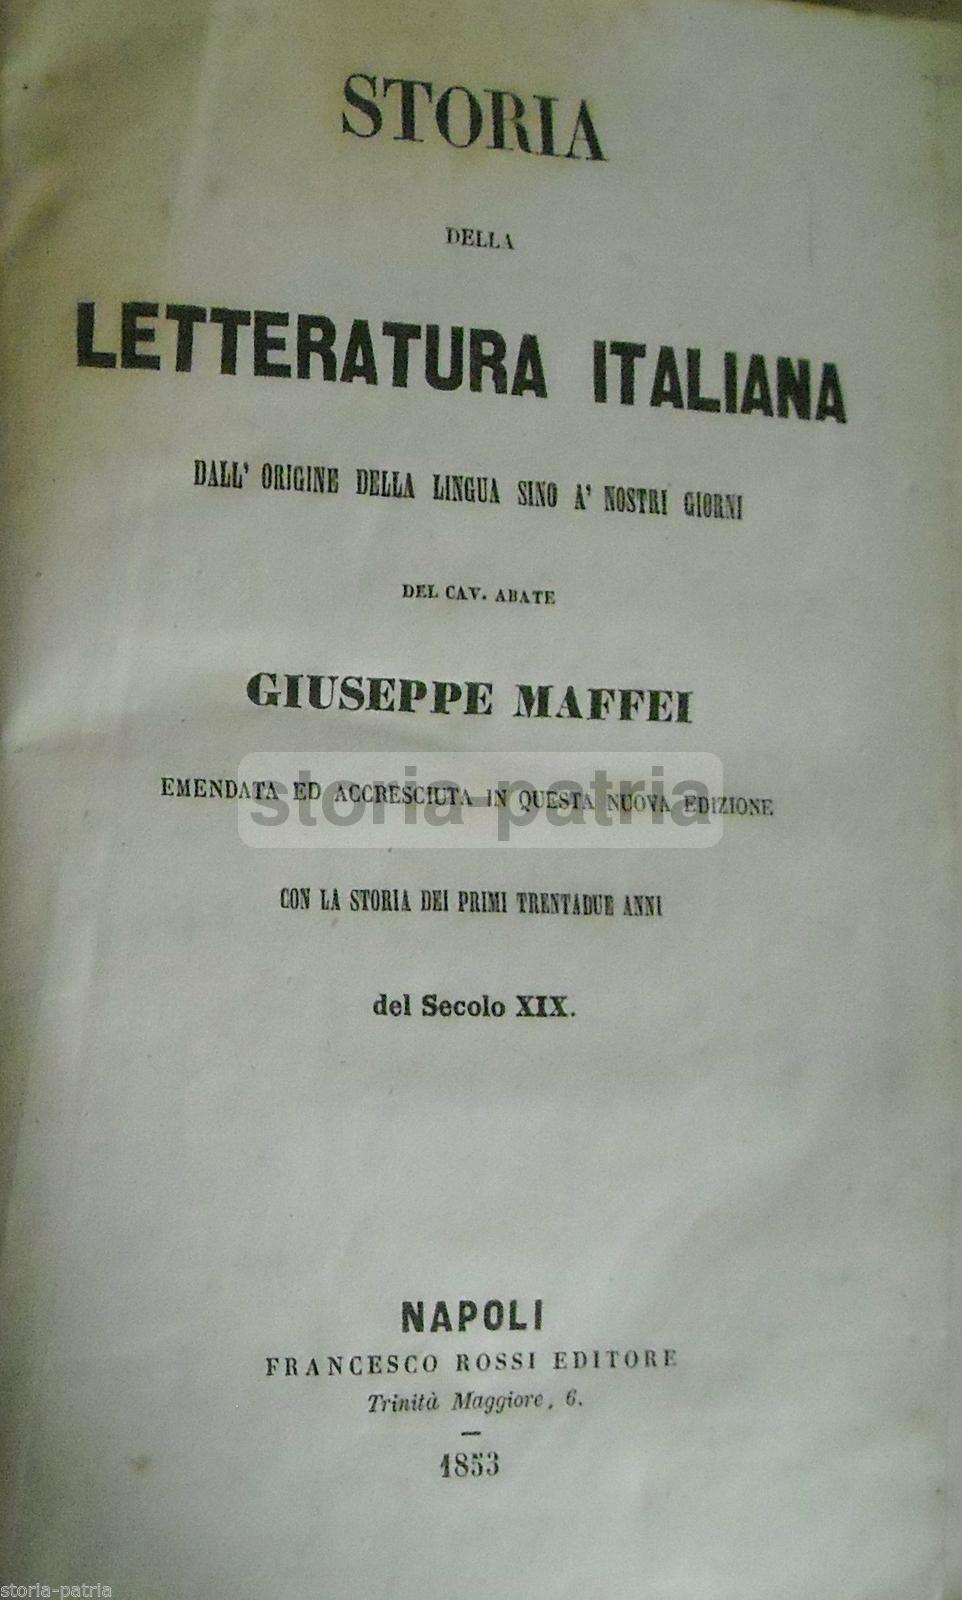 STORIA
DELLA
LETTERATURA ITALIANA
DALL' ORIGINE DELLA LINGUA SINO A' NOSTRI GIORNI
DEL CAV. ABATE
GIUSEPPE MAFFEI
EMENDATA ED ACCRESCIUTA IN QUESTA NUOVA EDIZIONE
storia-patria
CON LA STORIA DEI PRIMI TRENTADUE ANNI
del Secolo XIX.
NAPOLI
FRANCESCO ROSSI EDITORE
Trinità Maggiore, 6.
1853
storia-patria